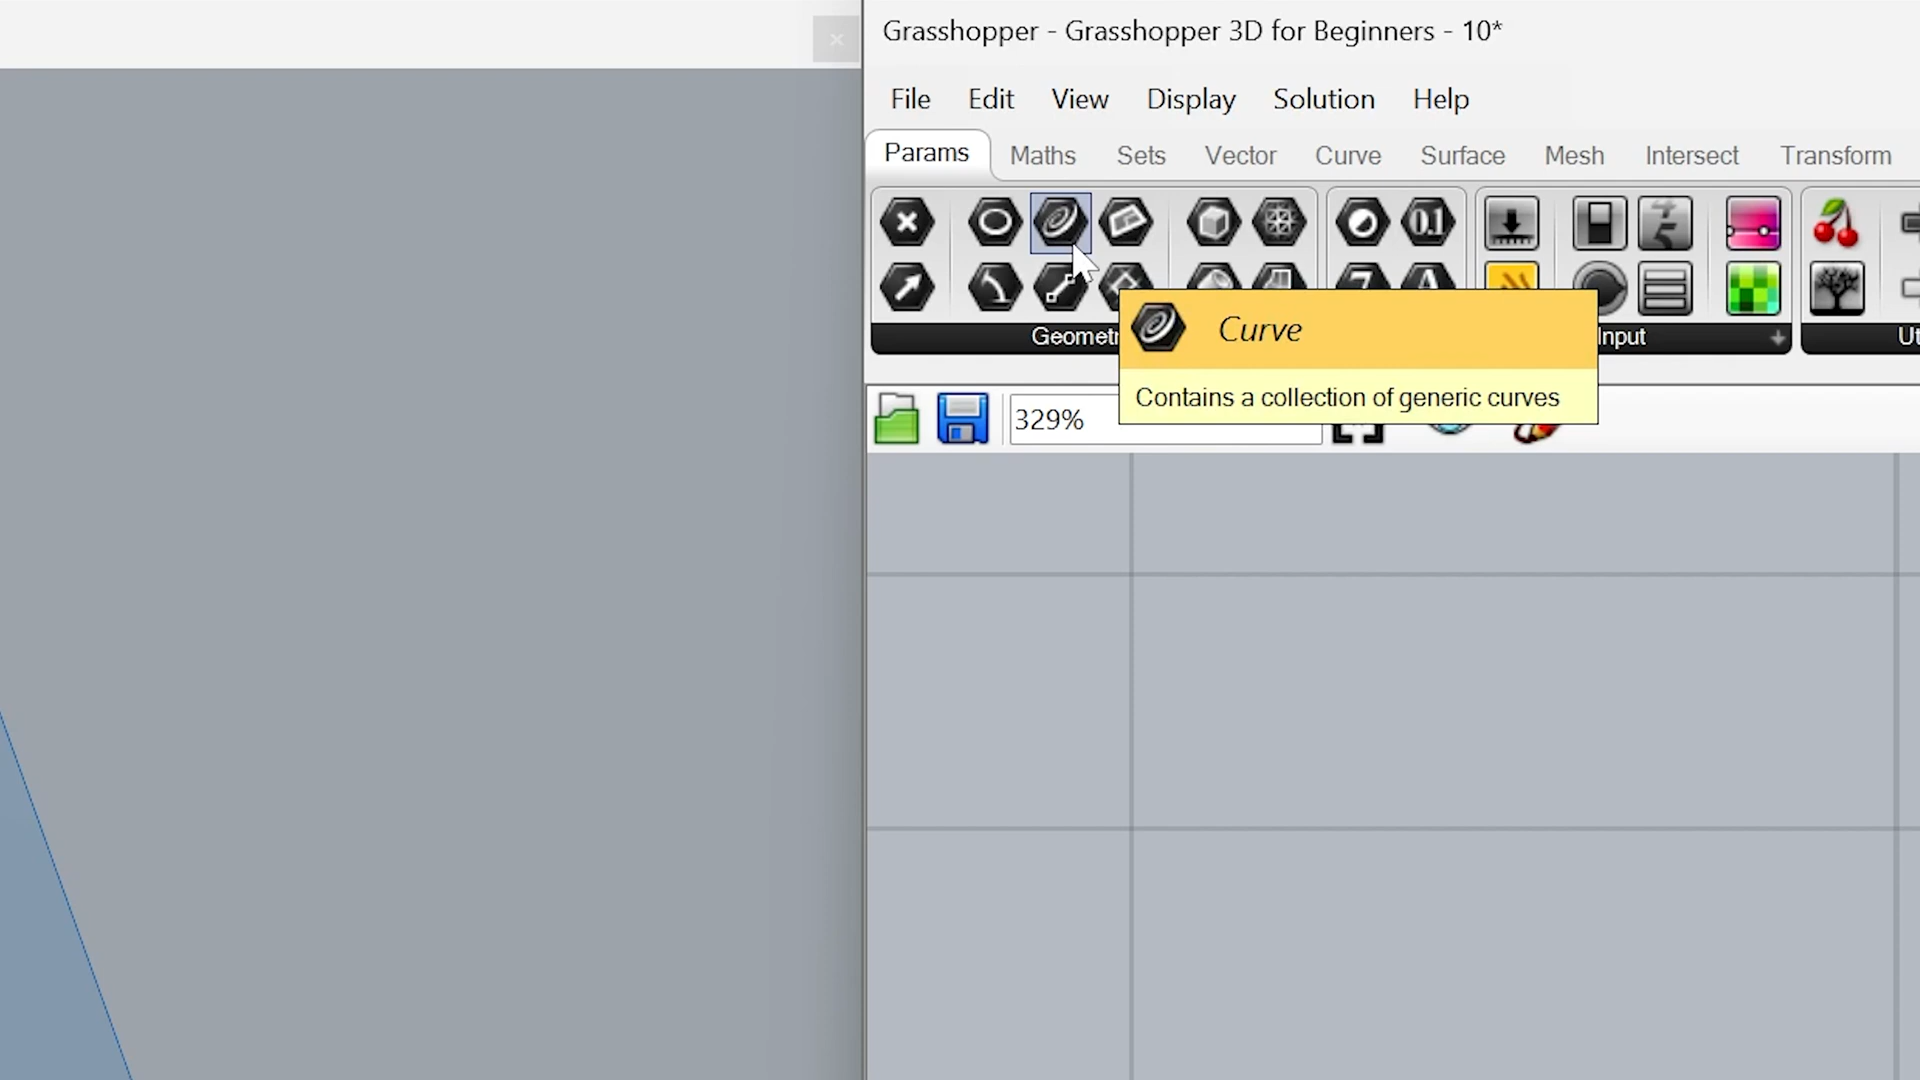 Grasshopper - Grasshopper 3D for Beginners - 10*
File Edit View Display Solution Help
Params Maths Sets Vector Curve Surface Mesh Intersect Transform
0.1
Input
Curve
Contains a collection of generic curves
329%